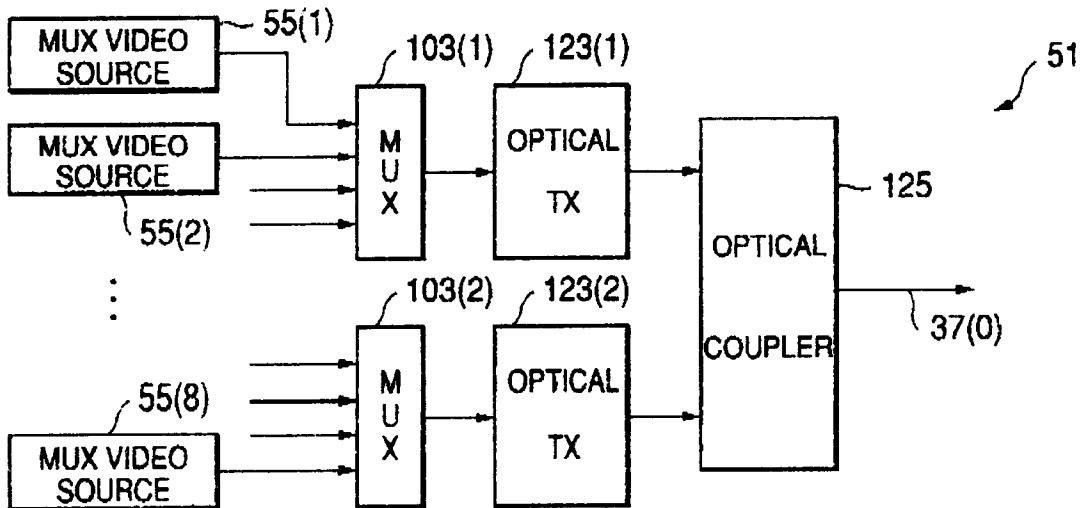 55(1)
MUX VIDEO
SOURCE
103(1)
123(1)
51
MUX VIDEO
SOURCE
55(2)
M
U
X
OPTICAL
TX
125
OPTICAL
COUPLER
37(0)
103(2)
123(2)
55(8)
MUX VIDEO
SOURCE
M
U
X
OPTICAL
TX